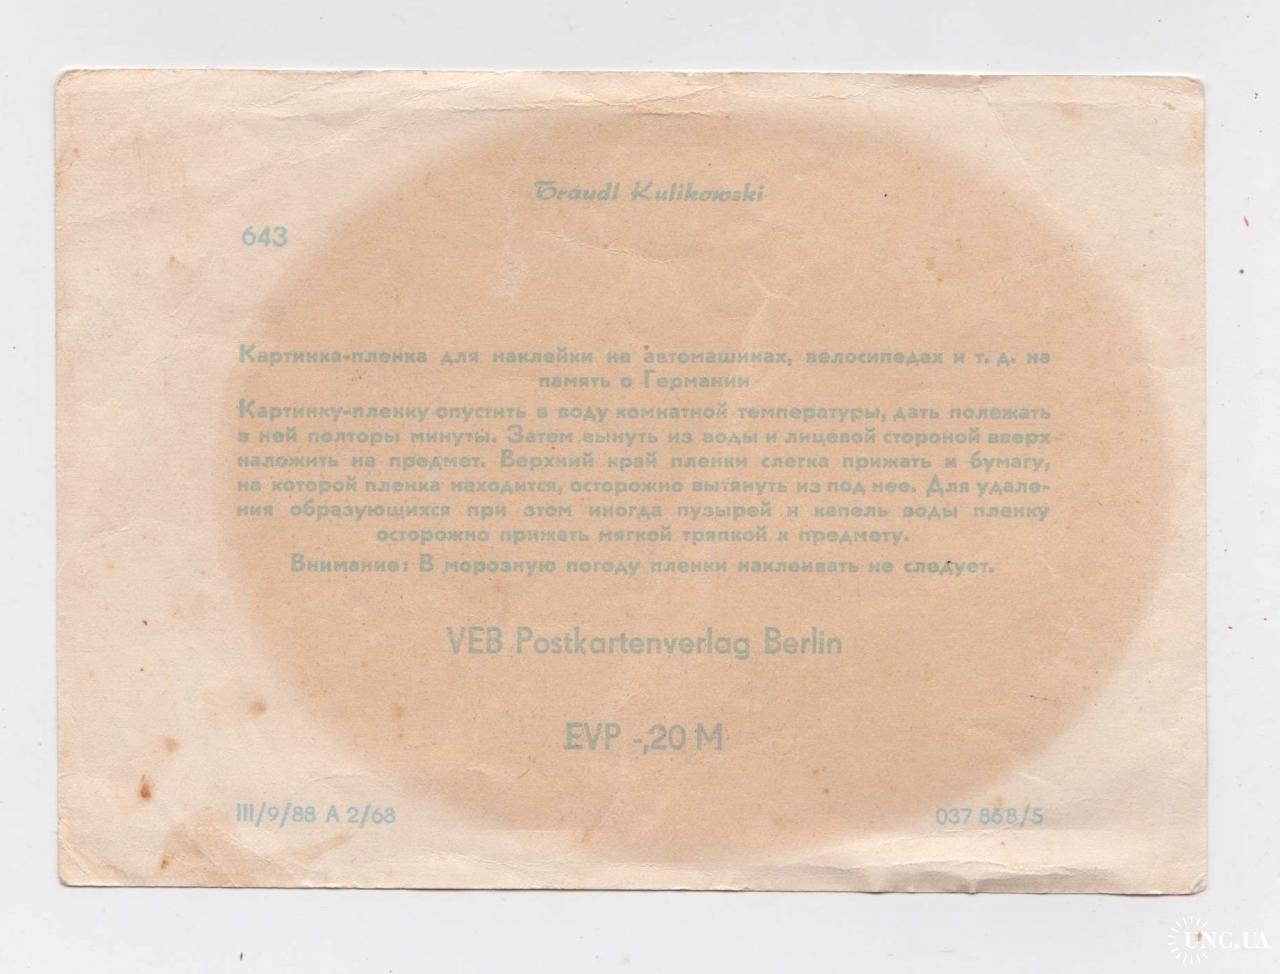 Traudl Kulikowski
643
Картинка-пленка для наклейки на автомашинах, велосипедах и т. д. на
память о Германии
Картинку-пленку опустить в воду комнатной температуры, дать полежать
в ней полторы минуты. Затем вынуть из воды и лицевой стороной вверх
наложить на предмет. Верхний край пленки слегка прижать и бумагу,
на которой пленка находится, осторожно вытянуть из под нее. Для удале-
ния образующихся при этом иногда пузырей и капель воды пленку
осторожно прижать мягкой тряпкой к предмету.
Внимание: В морозную погоду пленки наклеивать не следует.
VEB Postkartenverlag Berlin
EVP -,20 M
III/9/88 A 2/68
037 868/5
UNC.UA